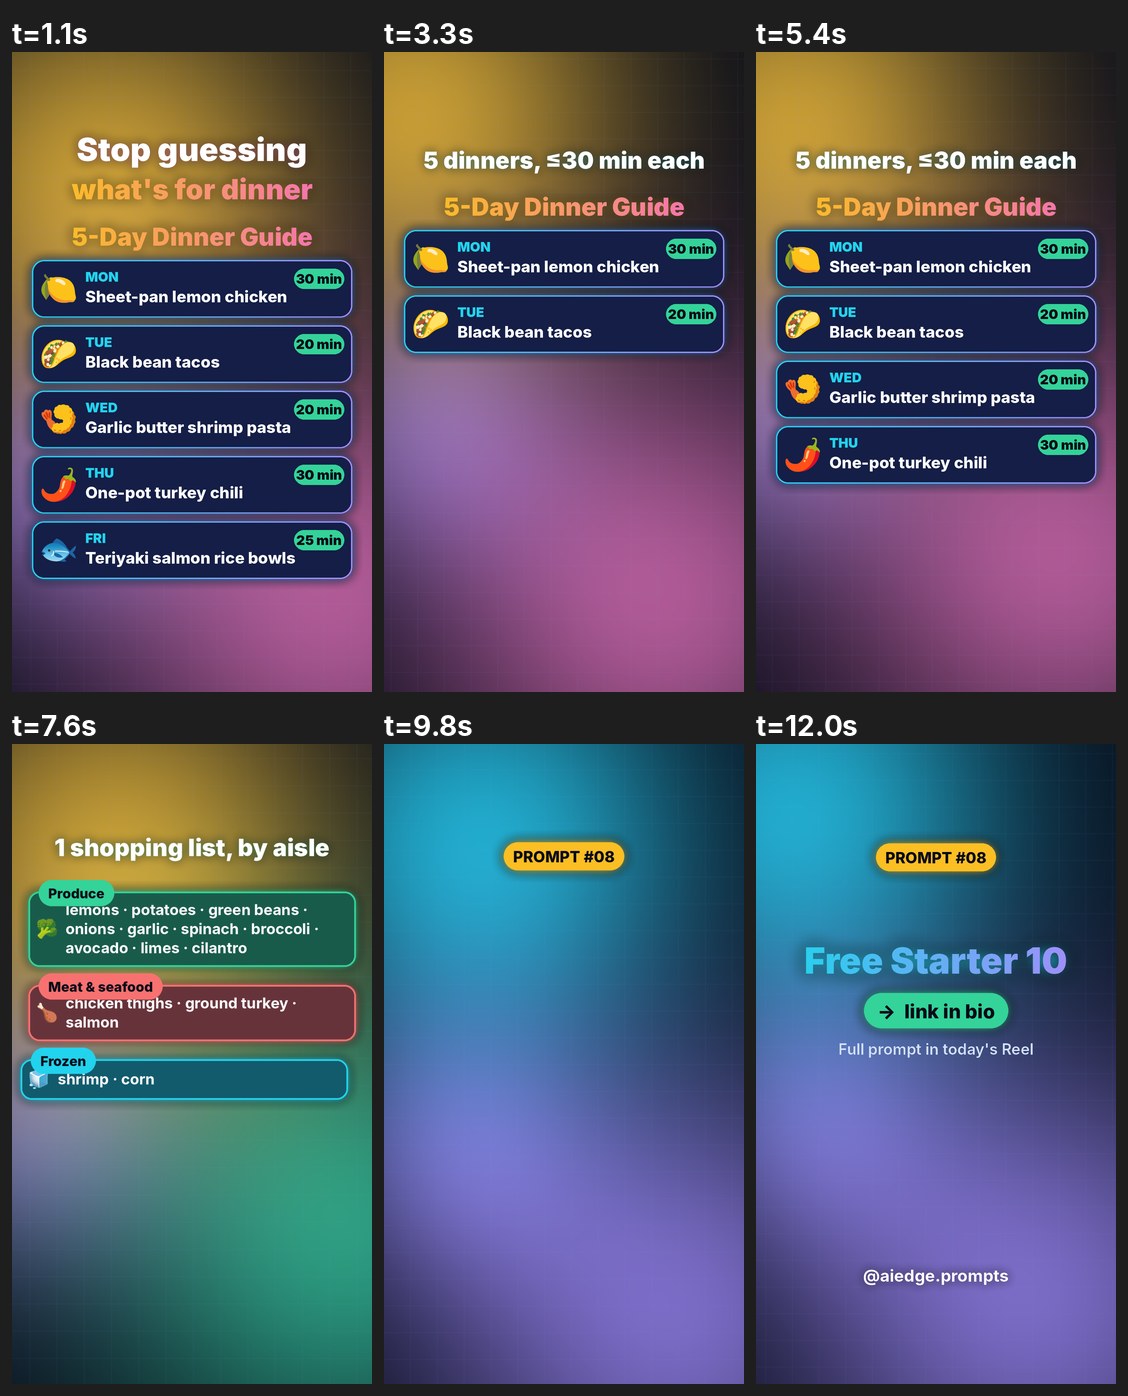 t=1.1s
Stop guessing
what's for dinner
5-Day Dinner Guide
MON
30 min
Sheet-pan lemon chicken
TUE
20 min
Black bean tacos
WED
20 min
Garlic butter shrimp pasta
THU
30 min
One-pot turkey chili
FRI
25 min
Teriyaki salmon rice bowls
t=3.3s
5 dinners, ≤30 min each
5-Day Dinner Guide
MON
30 min
Sheet-pan lemon chicken
TUE
20 min
Black bean tacos
t=5.4s
5 dinners, ≤30 min each
5-Day Dinner Guide
MON
30 min
Sheet-pan lemon chicken
TUE
20 min
Black bean tacos
WED
20 min
Garlic butter shrimp pasta
THU
30 min
One-pot turkey chili
t=7.6s
1 shopping list, by aisle
Produce
lemons · potatoes · green beans ·
onions · garlic · spinach · broccoli ·
avocado · limes · cilantro
Meat & seafood
chicken thighs · ground turkey ·
salmon
Frozen
shrimp · corn
t=9.8s
PROMPT #08
t=12.0s
PROMPT #08
Free Starter 10
→ link in bio
Full prompt in today's Reel
@aiedge.prompts